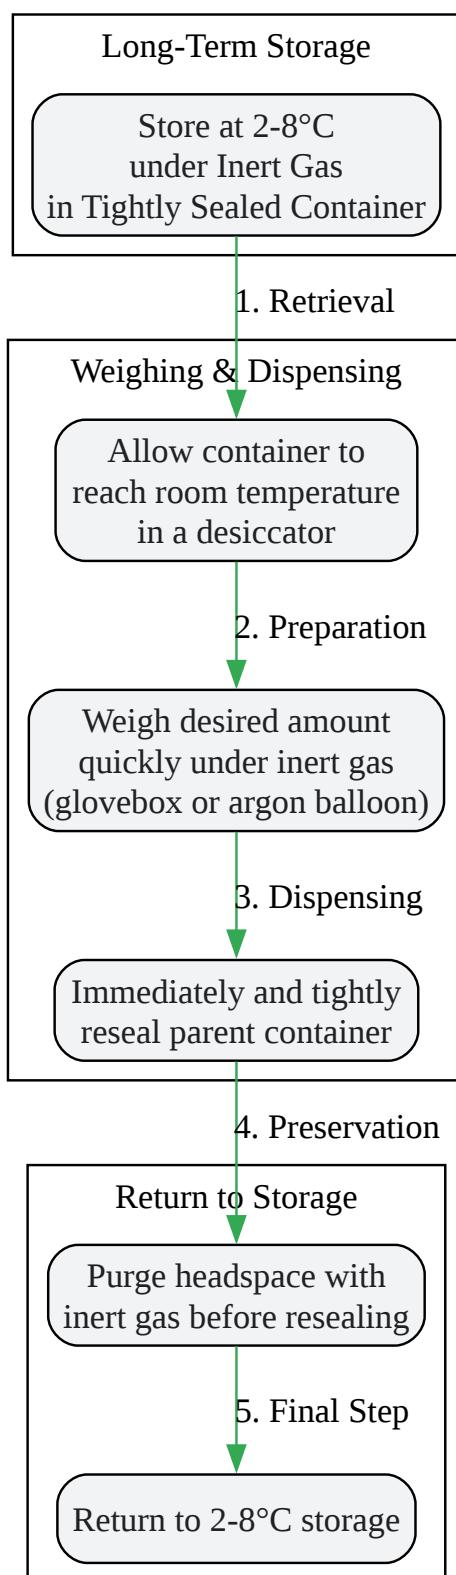 Long-Term Storage
Store at 2-8°C
under Inert Gas
in Tightly Sealed Container
1. Retrieval
Weighing & Dispensing
Allow container to
reach room temperature
in a desiccator
2. Preparation
Weigh desired amount
quickly under inert gas
(glovebox or argon balloon)
3. Dispensing
Immediately and tightly
reseal parent container
4. Preservation
Return to Storage
Purge headspace with
inert gas before resealing
5. Final Step
Return to 2-8°C storage